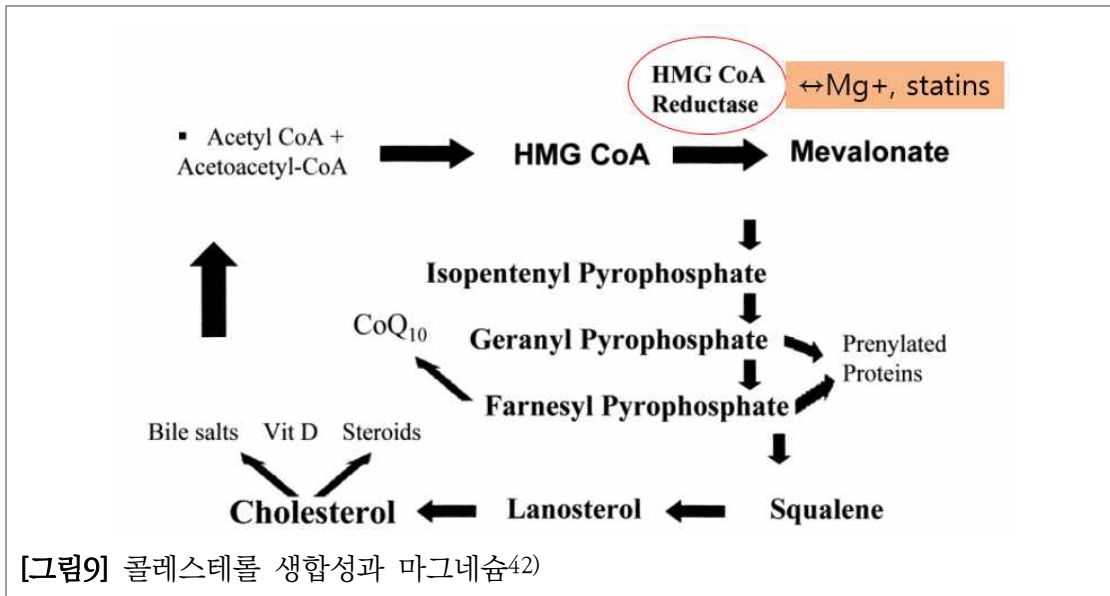 HMG CoA
Reductase
↔Mg+, statins
▪ Acetyl CoA +
Acetoacetyl-CoA
HMG CoA
Mevalonate
Isopentenyl Pyrophosphate
CoQ10
Geranyl Pyrophosphate
Prenylated
Proteins
Farnesyl Pyrophosphate
Bile salts Vit D Steroids
Cholesterol
Lanosterol
Squalene
[그림9] 콜레스테롤 생합성과 마그네슘42)